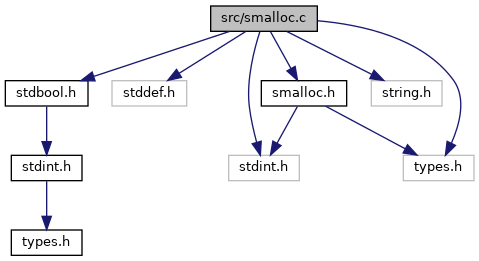 src/smalloc.c
stdbool.h
stddef.h
smalloc.h
string.h
stdint.h
stdint.h
types.h
types.h